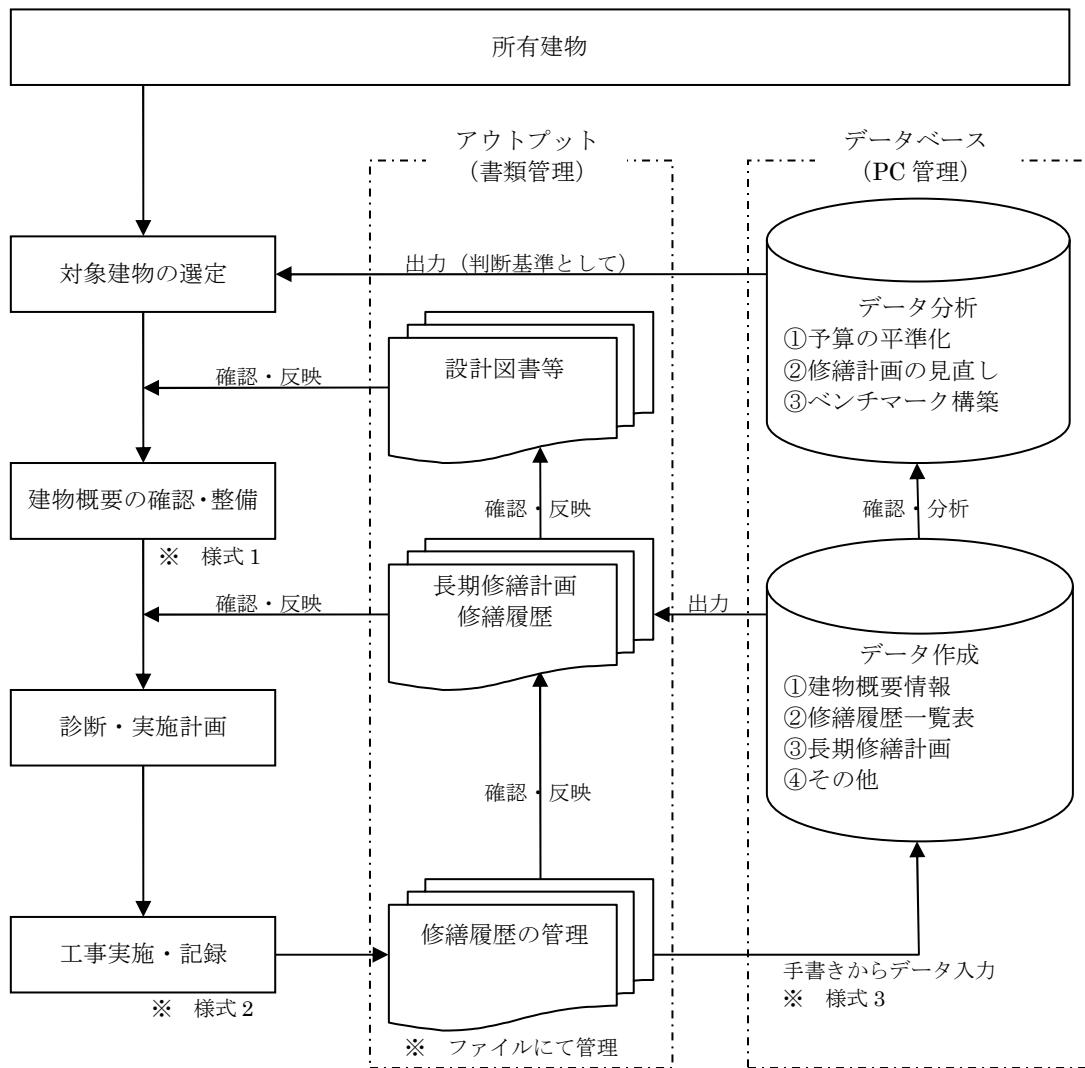 所有建物
アウトプット
（書類管理）
データベース
（PC 管理）
対象建物の選定
出力（判断基準として）
データ分析
①予算の平準化
②修繕計画の見直し
③ベンチマーク構築
設計図書等
確認・反映
建物概要の確認・整備
※　様式 1
確認・反映
確認・分析
長期修繕計画
修繕履歴
確認・反映
出力
データ作成
①建物概要情報
②修繕履歴一覧表
③長期修繕計画
④その他
診断・実施計画
確認・反映
工事実施・記録
※　様式 2
修繕履歴の管理
※　ファイルにて管理
手書きからデータ入力
※　様式 3